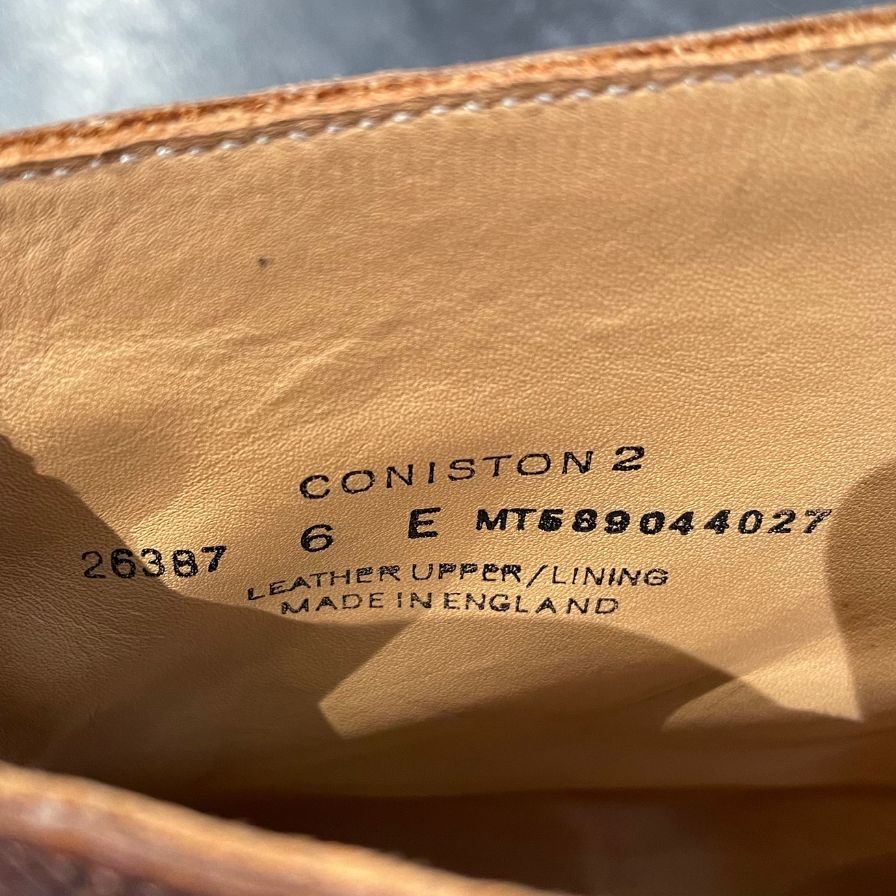 CONISTON 2
26387 6 E MT589044027
LEATHER UPPER/LINING
MADE IN ENGLAND